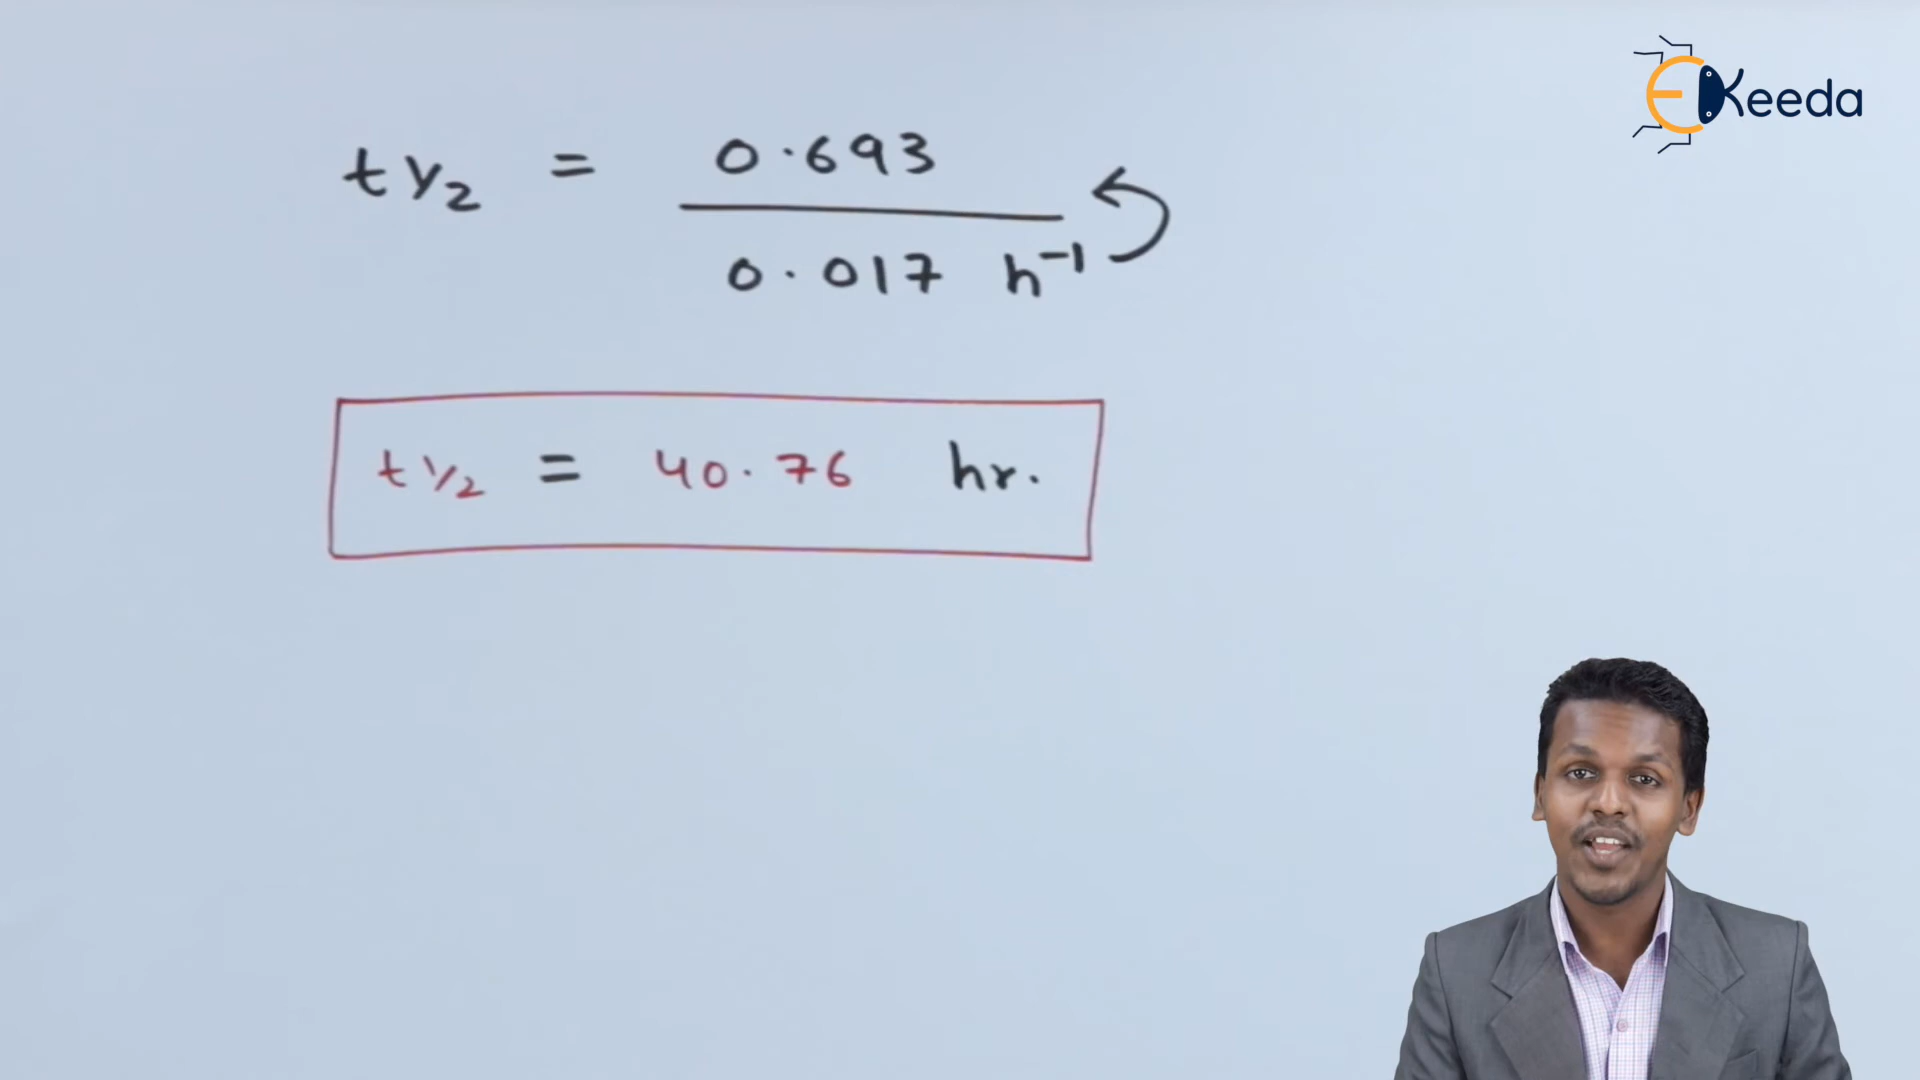 EKeeda
t½ = 0.693 / 0.017 h⁻¹
t½ = 40.76 hr.